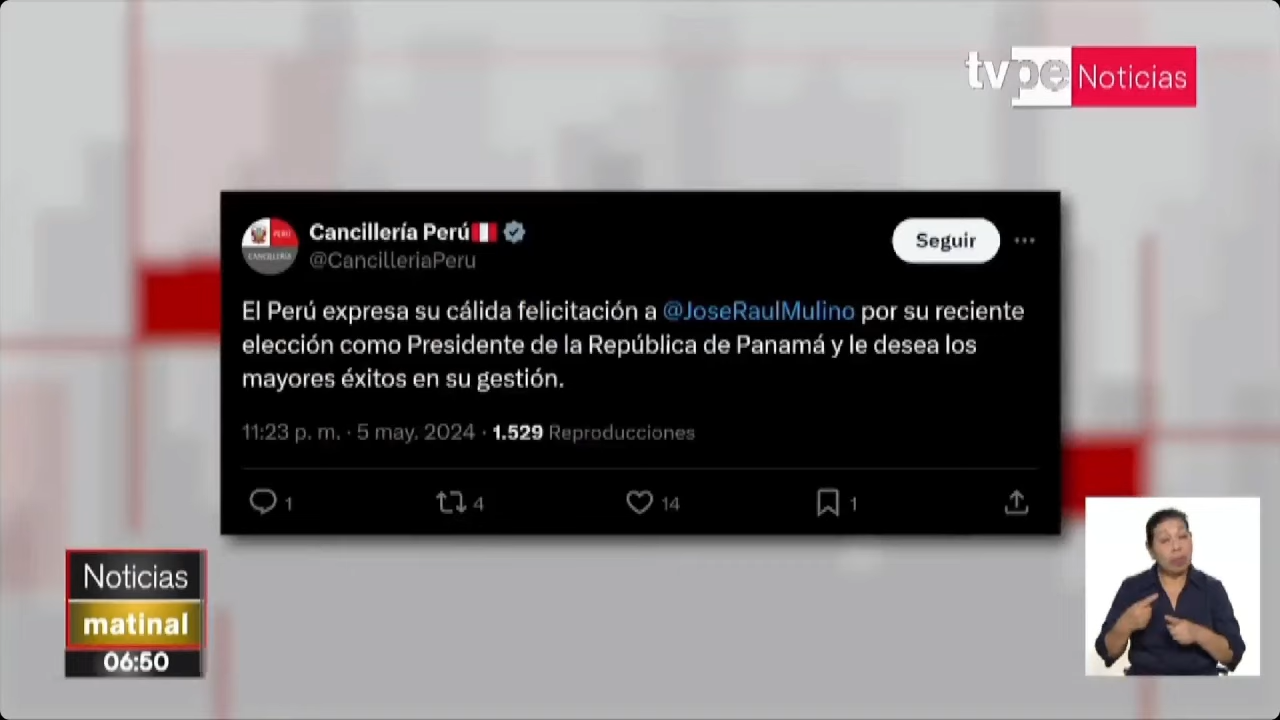 tvpe Noticias
Cancillería Perú
@CancilleriaPeru
Seguir
El Perú expresa su cálida felicitación a @JoseRaulMulino por su reciente
elección como Presidente de la República de Panamá y le desea los
mayores éxitos en su gestión.
11:23 p. m. · 5 may. 2024 · 1.529 Reproducciones
1 4 14 1
Noticias
matinal
06:50
PERÚ
CANCILLERÍA